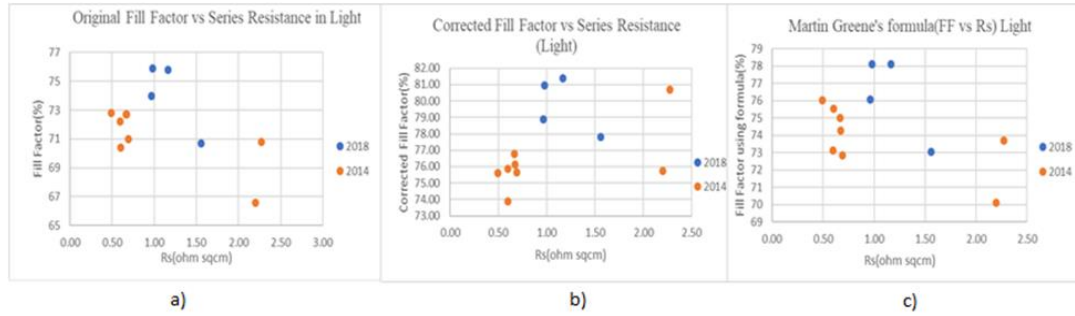 Original Fill Factor vs Series Resistance in Light
Fill Factor(%)
77
75
73
71
69
67
65
0.00 0.50 1.00 1.50 2.00 2.50 3.00
Rs(ohm sqcm)
2018
2014
a)
Corrected Fill Factor vs Series Resistance
(Light)
Corrected Fill Factor(%)
82.00
81.00
80.00
79.00
78.00
77.00
76.00
75.00
74.00
73.00
0.00 0.50 1.00 1.50 2.00 2.50
Rs(ohm sqcm)
2018
2014
b)
Martin Greene's formula(FF vs Rs) Light
Fill Factor using formula(%)
79
78
77
76
75
74
73
72
71
70
69
0.00 0.50 1.00 1.50 2.00 2.50
Rs(ohm sqcm)
2018
2014
c)